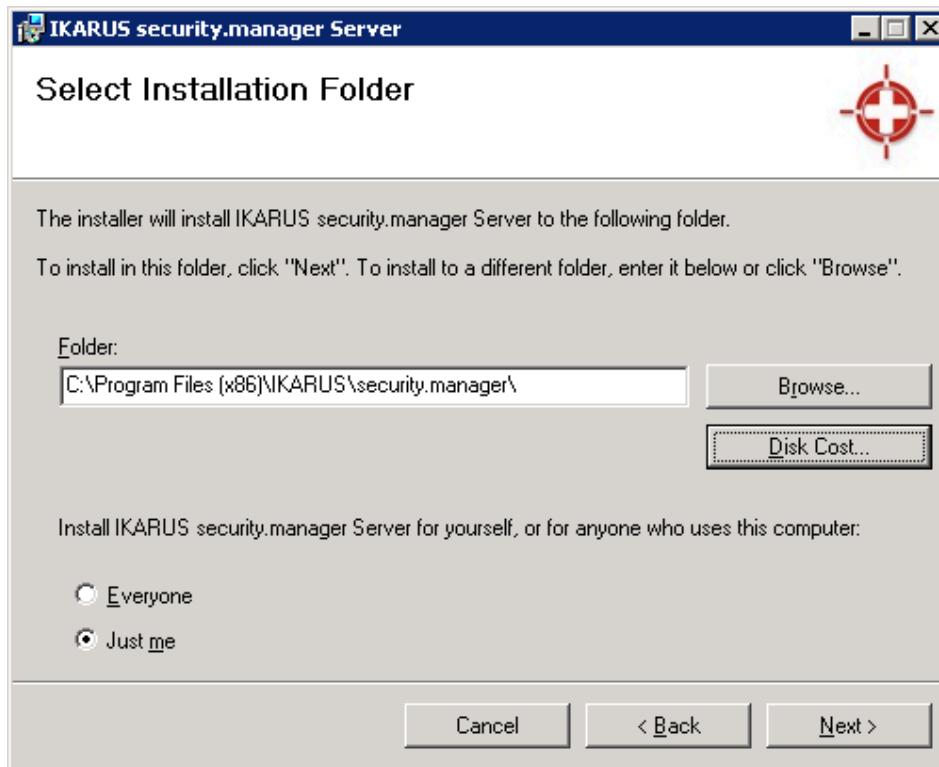 IKARUS security.manager Server
Select Installation Folder
The installer will install IKARUS security.manager Server to the following folder.
To install in this folder, click "Next". To install to a different folder, enter it below or click "Browse".
Folder:
C:\Program Files (x86)\IKARUS\security.manager\
Browse...
Disk Cost...
Install IKARUS security.manager Server for yourself, or for anyone who uses this computer:
Everyone
Just me
Cancel
< Back
Next >